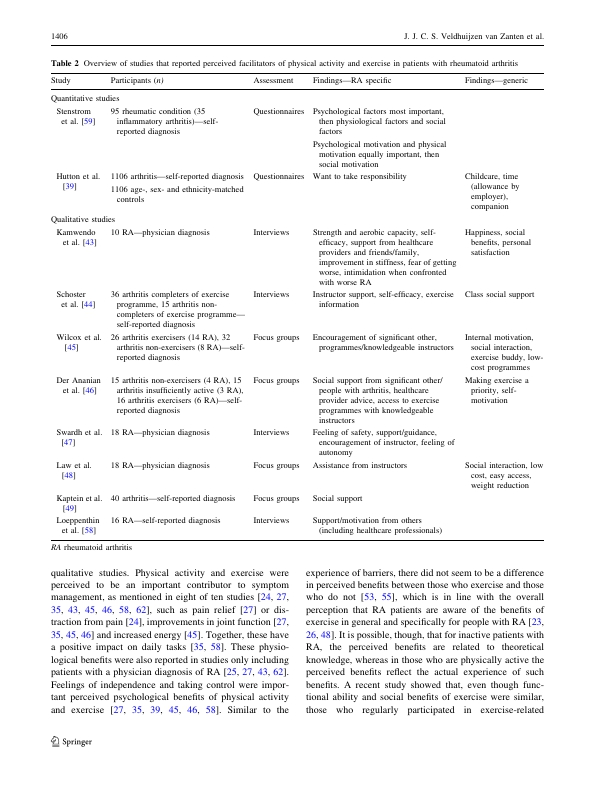 1406
J. J. C. S. Veldhuijzen van Zanten et al.
Table 2 Overview of studies that reported perceived facilitators of physical activity and exercise in patients with rheumatoid arthritis
Study Participants (n) Assessment Findings—RA specific Findings—generic
Quantitative studies
Stenstrom et al. [59]
95 rheumatic condition (35
inflammatory arthritis)—self-
reported diagnosis
Questionnaires
Psychological factors most important,
then physiological factors and social
factors
Psychological motivation and physical
motivation equally important, then
social motivation
Hutton et al.
[39]
1106 arthritis—self-reported diagnosis
1106 age-, sex- and ethnicity-matched
controls
Questionnaires
Want to take responsibility
Childcare, time
(allowance by
employer),
companion
Qualitative studies
Kamwendo
et al. [43]
10 RA—physician diagnosis
Interviews
Strength and aerobic capacity, self-
efficacy, support from healthcare
providers and friends/family,
improvement in stiffness, fear of getting
worse, intimidation when confronted
with worse RA
Happiness, social
benefits, personal
satisfaction
Schoster
et al. [44]
36 arthritis completers of exercise
programme, 15 arthritis non-
completers of exercise programme—
self-reported diagnosis
Interviews
Instructor support, self-efficacy, exercise
information
Class social support
Wilcox et al.
[45]
26 arthritis exercisers (14 RA), 32
arthritis non-exercisers (8 RA)—self-
reported diagnosis
Focus groups
Encouragement of significant other,
programmes/knowledgeable instructors
Internal motivation,
social interaction,
exercise buddy, low-
cost programmes
Der Ananian
et al. [46]
15 arthritis non-exercisers (4 RA), 15
arthritis insufficiently active (3 RA),
16 arthritis exercisers (6 RA)—self-
reported diagnosis
Focus groups
Social support from significant other/
people with arthritis, healthcare
provider advice, access to exercise
programmes with knowledgeable
instructors
Making exercise a
priority, self-
motivation
Swardh et al.
[47]
18 RA—physician diagnosis
Interviews
Feeling of safety, support/guidance,
encouragement of instructor, feeling of
autonomy
Law et al.
[48]
18 RA—physician diagnosis
Focus groups
Assistance from instructors
Social interaction, low
cost, easy access,
weight reduction
Kaptein et al.
[49]
40 arthritis—self-reported diagnosis
Focus groups
Social support
Loeppenthin
et al. [58]
16 RA—self-reported diagnosis
Interviews
Support/motivation from others
(including healthcare professionals)
RA rheumatoid arthritis
qualitative studies. Physical activity and exercise were
perceived to be an important contributor to symptom
management, as mentioned in eight of ten studies [24, 27,
35, 43, 45, 46, 58, 62], such as pain relief [27] or dis-
traction from pain [24], improvements in joint function [27,
35, 45, 46] and increased energy [45]. Together, these have
a positive impact on daily tasks [35, 58]. These physio-
logical benefits were also reported in studies only including
patients with a physician diagnosis of RA [25, 27, 43, 62].
Feelings of independence and taking control were impor-
tant perceived psychological benefits of physical activity
and exercise [27, 35, 39, 45, 46, 58]. Similar to the
experience of barriers, there did not seem to be a difference
in perceived benefits between those who exercise and those
who do not [53, 55], which is in line with the overall
perception that RA patients are aware of the benefits of
exercise in general and specifically for people with RA [23,
26, 48]. It is possible, though, that for inactive patients with
RA, the perceived benefits are related to theoretical
knowledge, whereas in those who are physically active the
perceived benefits reflect the actual experience of such
benefits. A recent study showed that, even though func-
tional ability and social benefits of exercise were similar,
those who regularly participated in exercise-related
Springer